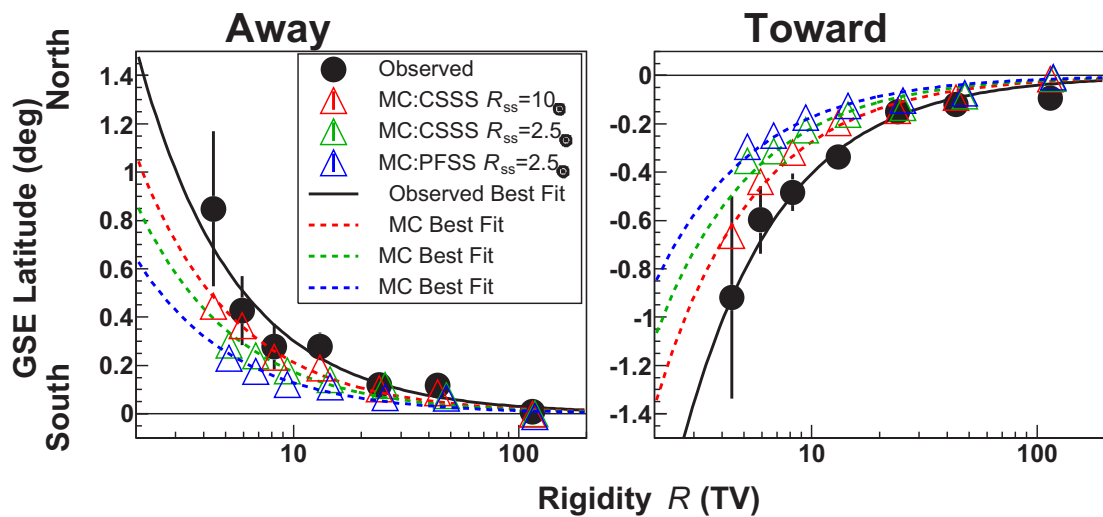 Away
Toward
GSE Latitude (deg)
South
North
1.4
1.2
1
0.8
0.6
0.4
0.2
0
Observed
MC:CSSS Rss=10⊙
MC:CSSS Rss=2.5⊙
MC:PFSS Rss=2.5⊙
Observed Best Fit
MC Best Fit
MC Best Fit
MC Best Fit
0
-0.2
-0.4
-0.6
-0.8
-1
-1.2
-1.4
10
100
10
100
Rigidity R (TV)